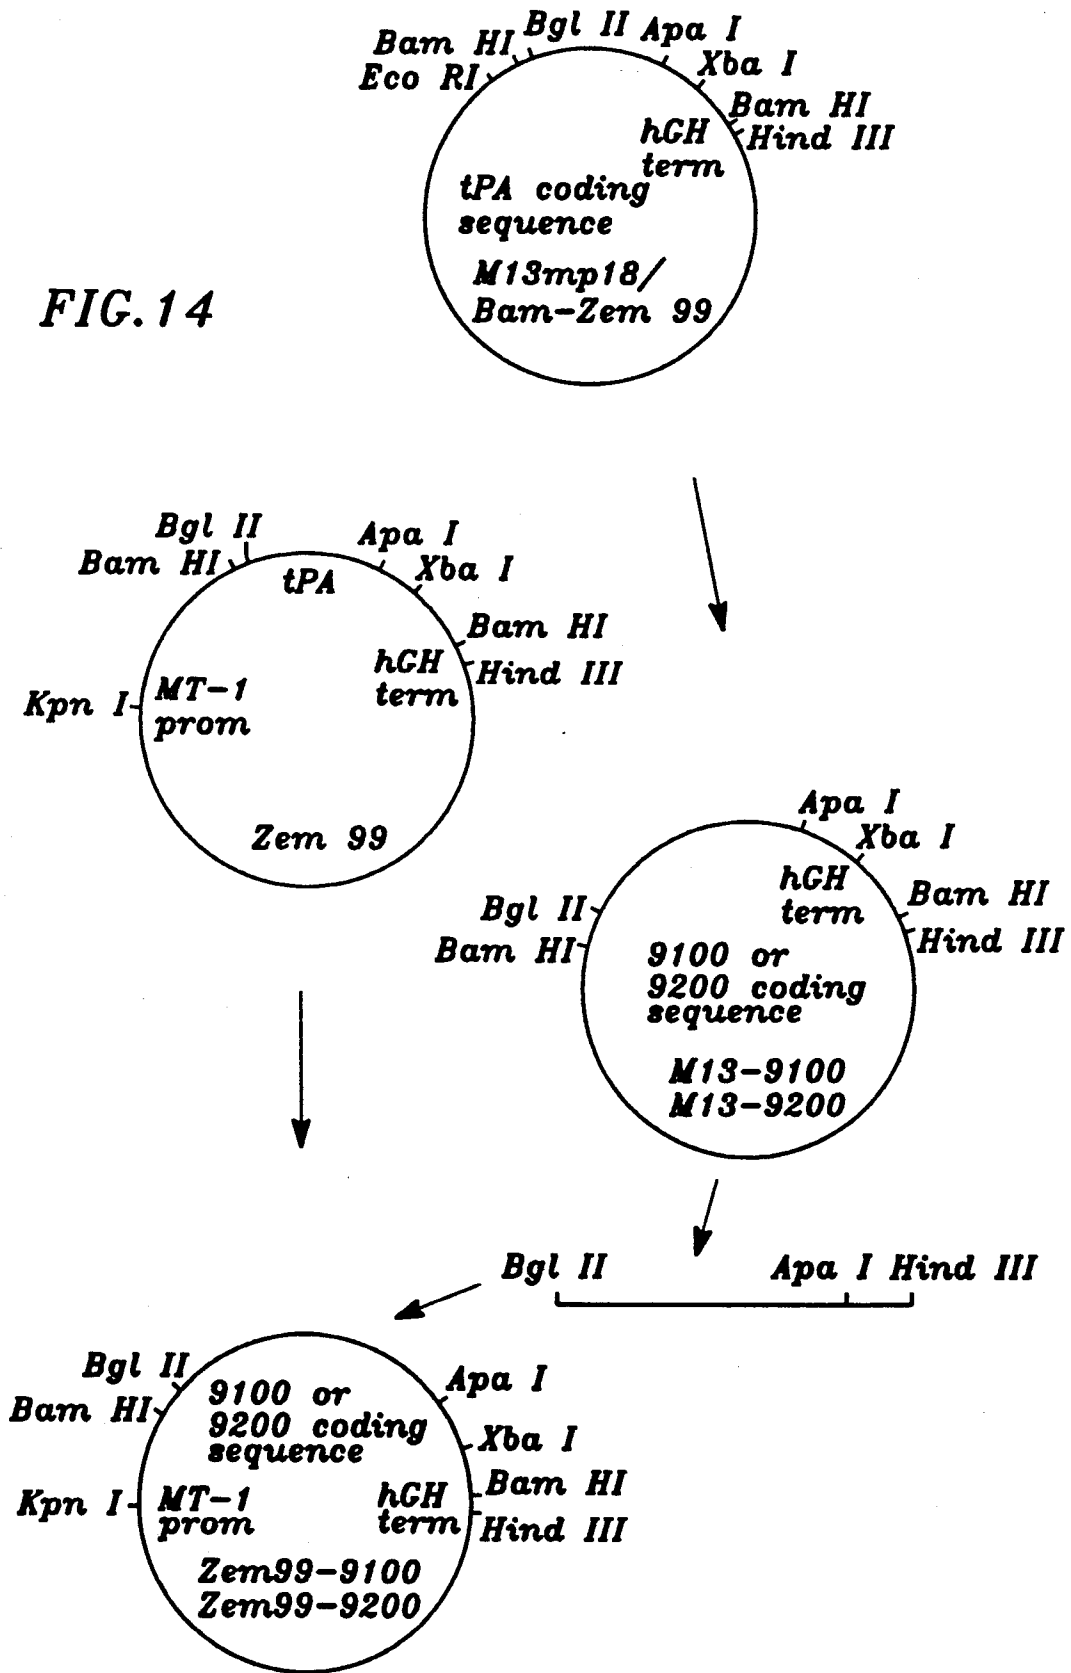 Bgl II
Apa I
Bam HI
Xba I
Eco RI
Bam HI
hGH
term
Hind III
tPA coding
sequence
M13mp18/
Bam-Zem 99
FIG.14
Bgl II
Apa I
Bam HI
tPA
Xba I
Bam HI
hGH
term
Hind III
Kpn I
MT-1
prom
Zem 99
Apa I
Xba I
hGH
term
Bam HI
Bgl II
Hind III
Bam HI
9100 or
9200 coding
sequence
M13-9100
M13-9200
Bgl II
Apa I
Hind III
Bgl II
Apa I
Bam HI
9100 or
9200 coding
sequence
Xba I
Bam HI
Kpn I
MT-1
prom
hGH
term
Hind III
Zem99-9100
Zem99-9200